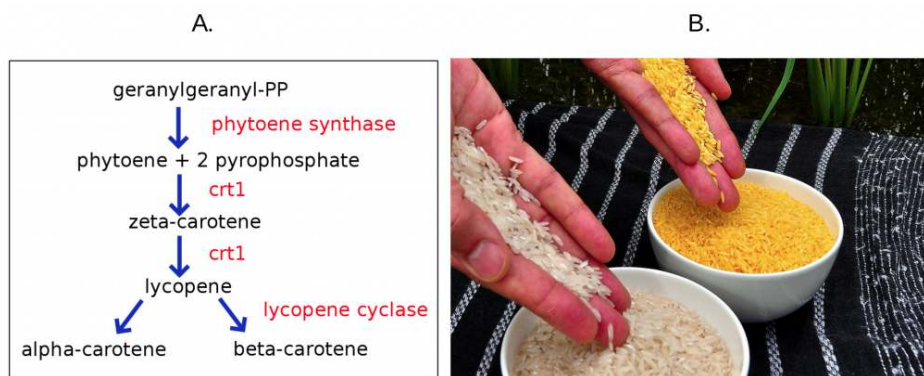 A.
B.
geranylgeranyl-PP
phytoene synthase
phytoene + 2 pyrophosphate
crt1
zeta-carotene
crt1
lycopene
lycopene cyclase
alpha-carotene
beta-carotene